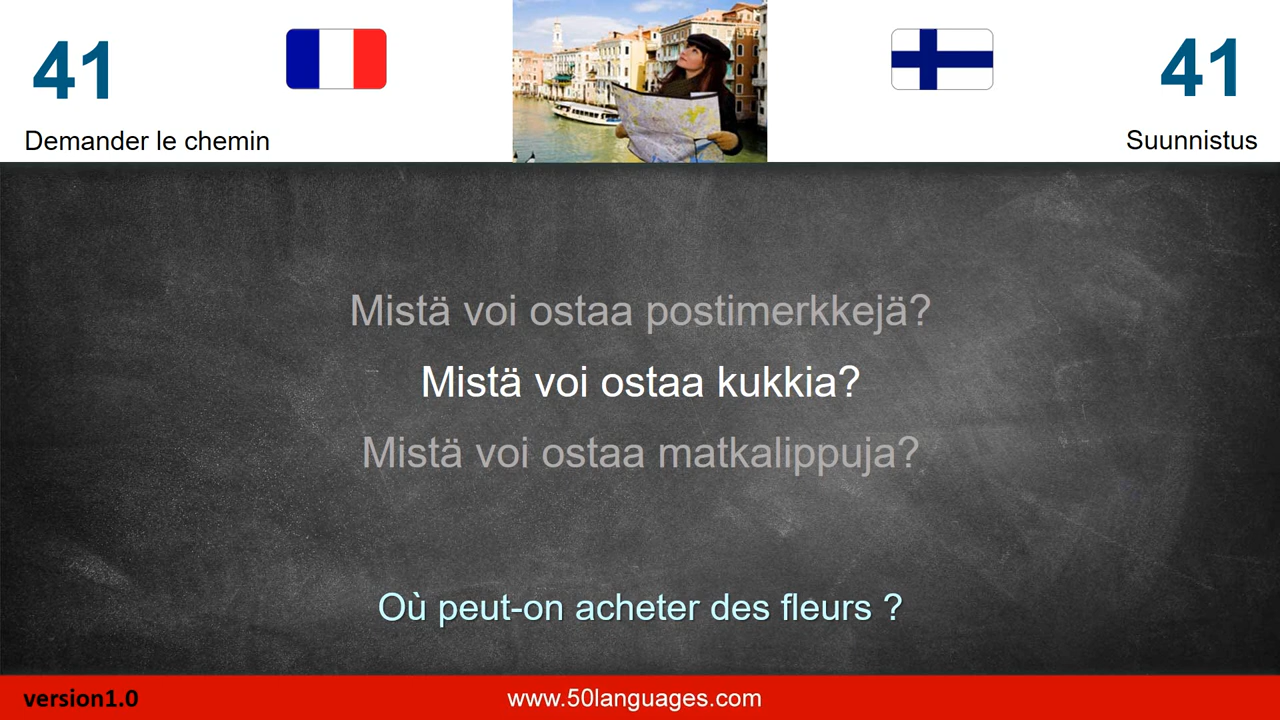 41
41
Demander le chemin
Suunnistus
Mistä voi ostaa postimerkkejä?
Mistä voi ostaa kukkia?
Mistä voi ostaa matkalippuja?
Où peut-on acheter des fleurs ?
version1.0
www.50languages.com